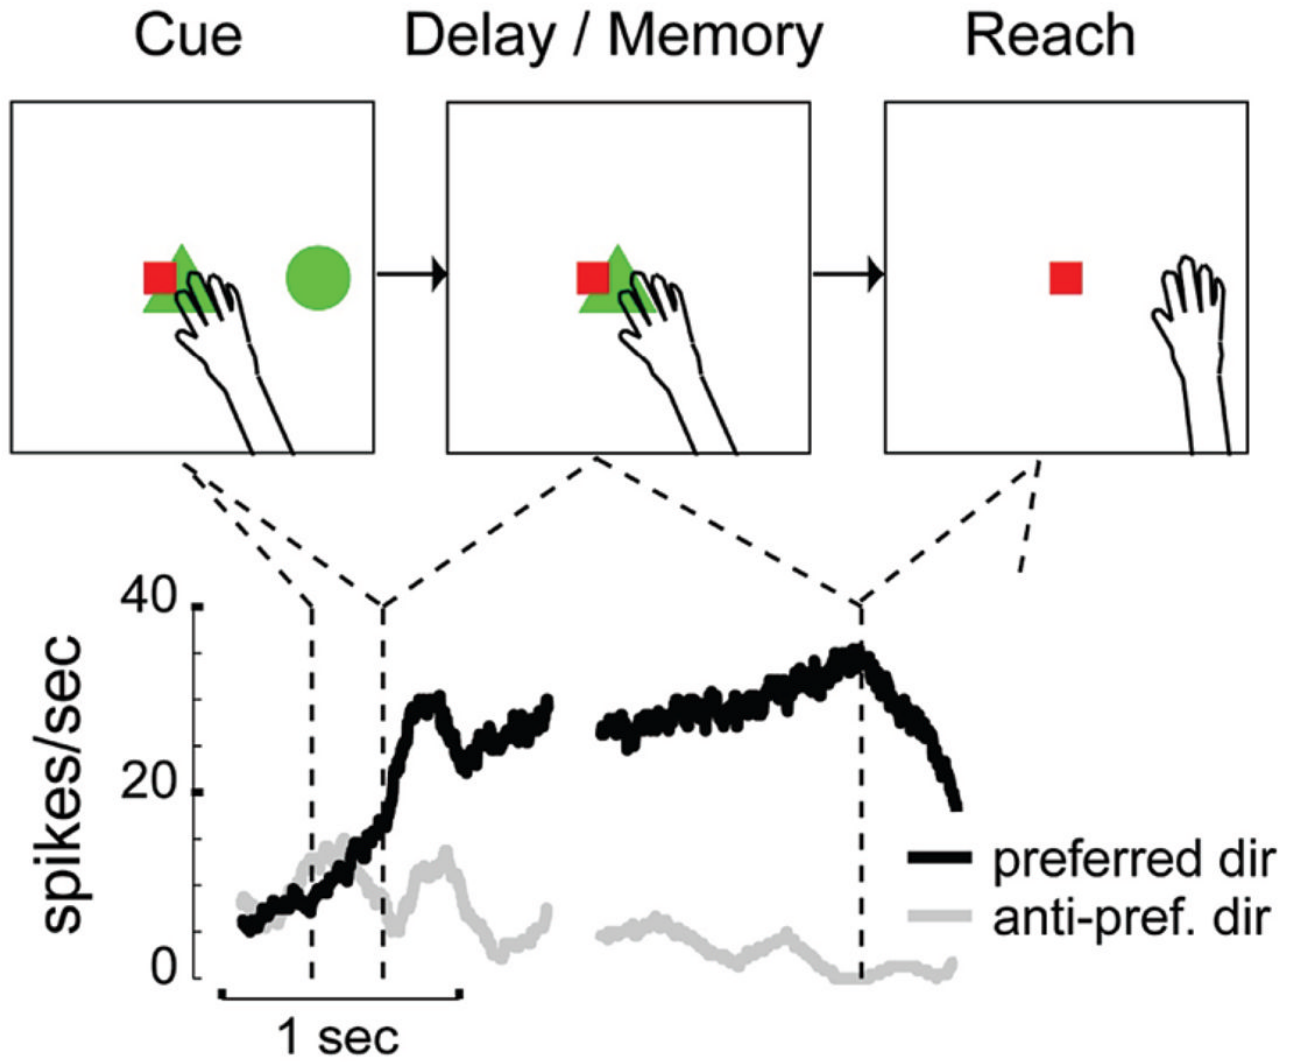 Cue
Delay / Memory
Reach
spikes/sec
40
20
0
preferred dir
anti-pref. dir
1 sec